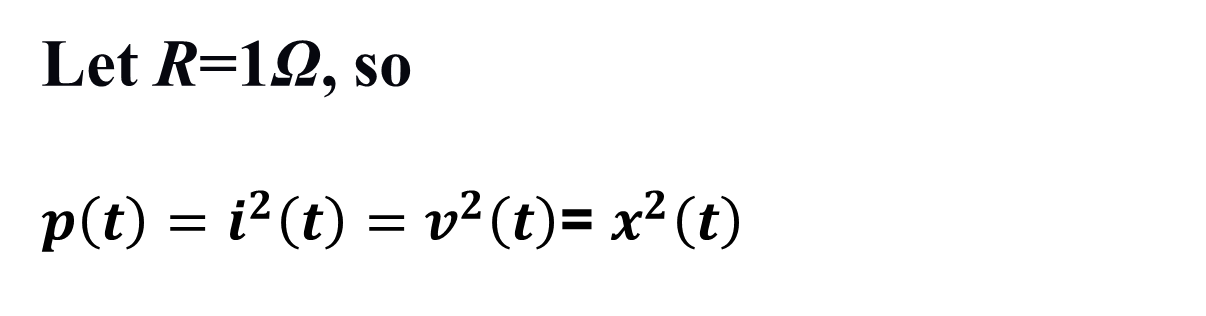 Let R=1Ω, so
p(t) = i²(t) = v²(t)= x²(t)